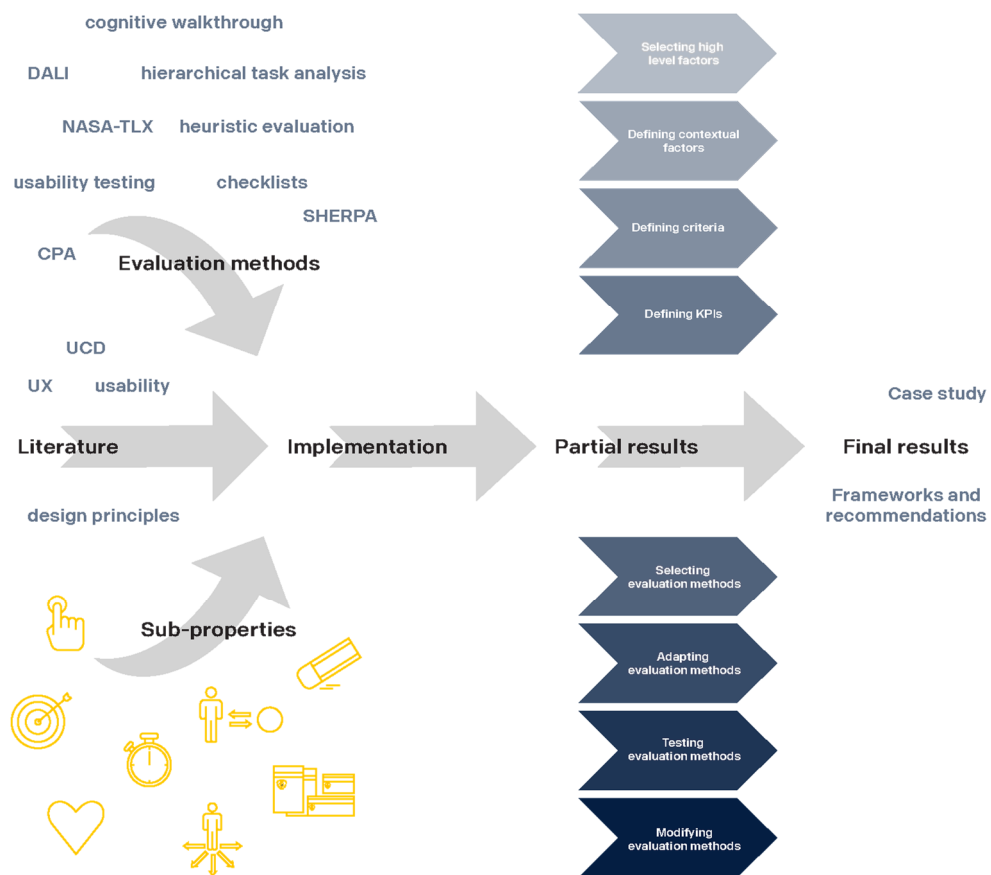 cognitive walkthrough
DALI
hierarchical task analysis
NASA-TLX
heuristic evaluation
usability testing
checklists
SHERPA
CPA
Evaluation methods
UCD
UX
usability
Literature
design principles
Sub-properties
Implementation
Selecting high
level factors
Defining contextual
factors
Defining criteria
Defining KPIs
Partial results
Selecting
evaluation methods
Adapting
evaluation methods
Testing
evaluation methods
Modifying
evaluation methods
Case study
Final results
Frameworks and
recommendations